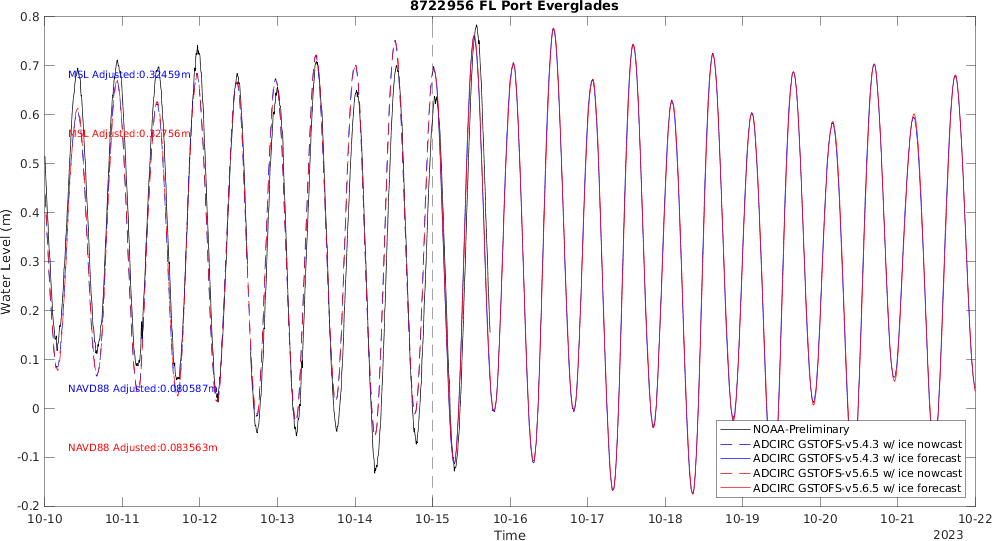 8722956 FL Port Everglades
0.8
0.7
0.6
0.5
0.4
0.3
0.2
0.1
0
-0.1
-0.2
Water Level (m)
MSL Adjusted:0.32459m
MSL Adjusted:0.32756m
NAVD88 Adjusted:0.080587m
NAVD88 Adjusted:0.083563m
NOAA-Preliminary
ADCIRC GSTOFS-v5.4.3 w/ ice nowcast
ADCIRC GSTOFS-v5.4.3 w/ ice forecast
ADCIRC GSTOFS-v5.6.5 w/ ice nowcast
ADCIRC GSTOFS-v5.6.5 w/ ice forecast
10-10 10-11 10-12 10-13 10-14 10-15 10-16 10-17 10-18 10-19 10-20 10-21 10-22
Time
2023